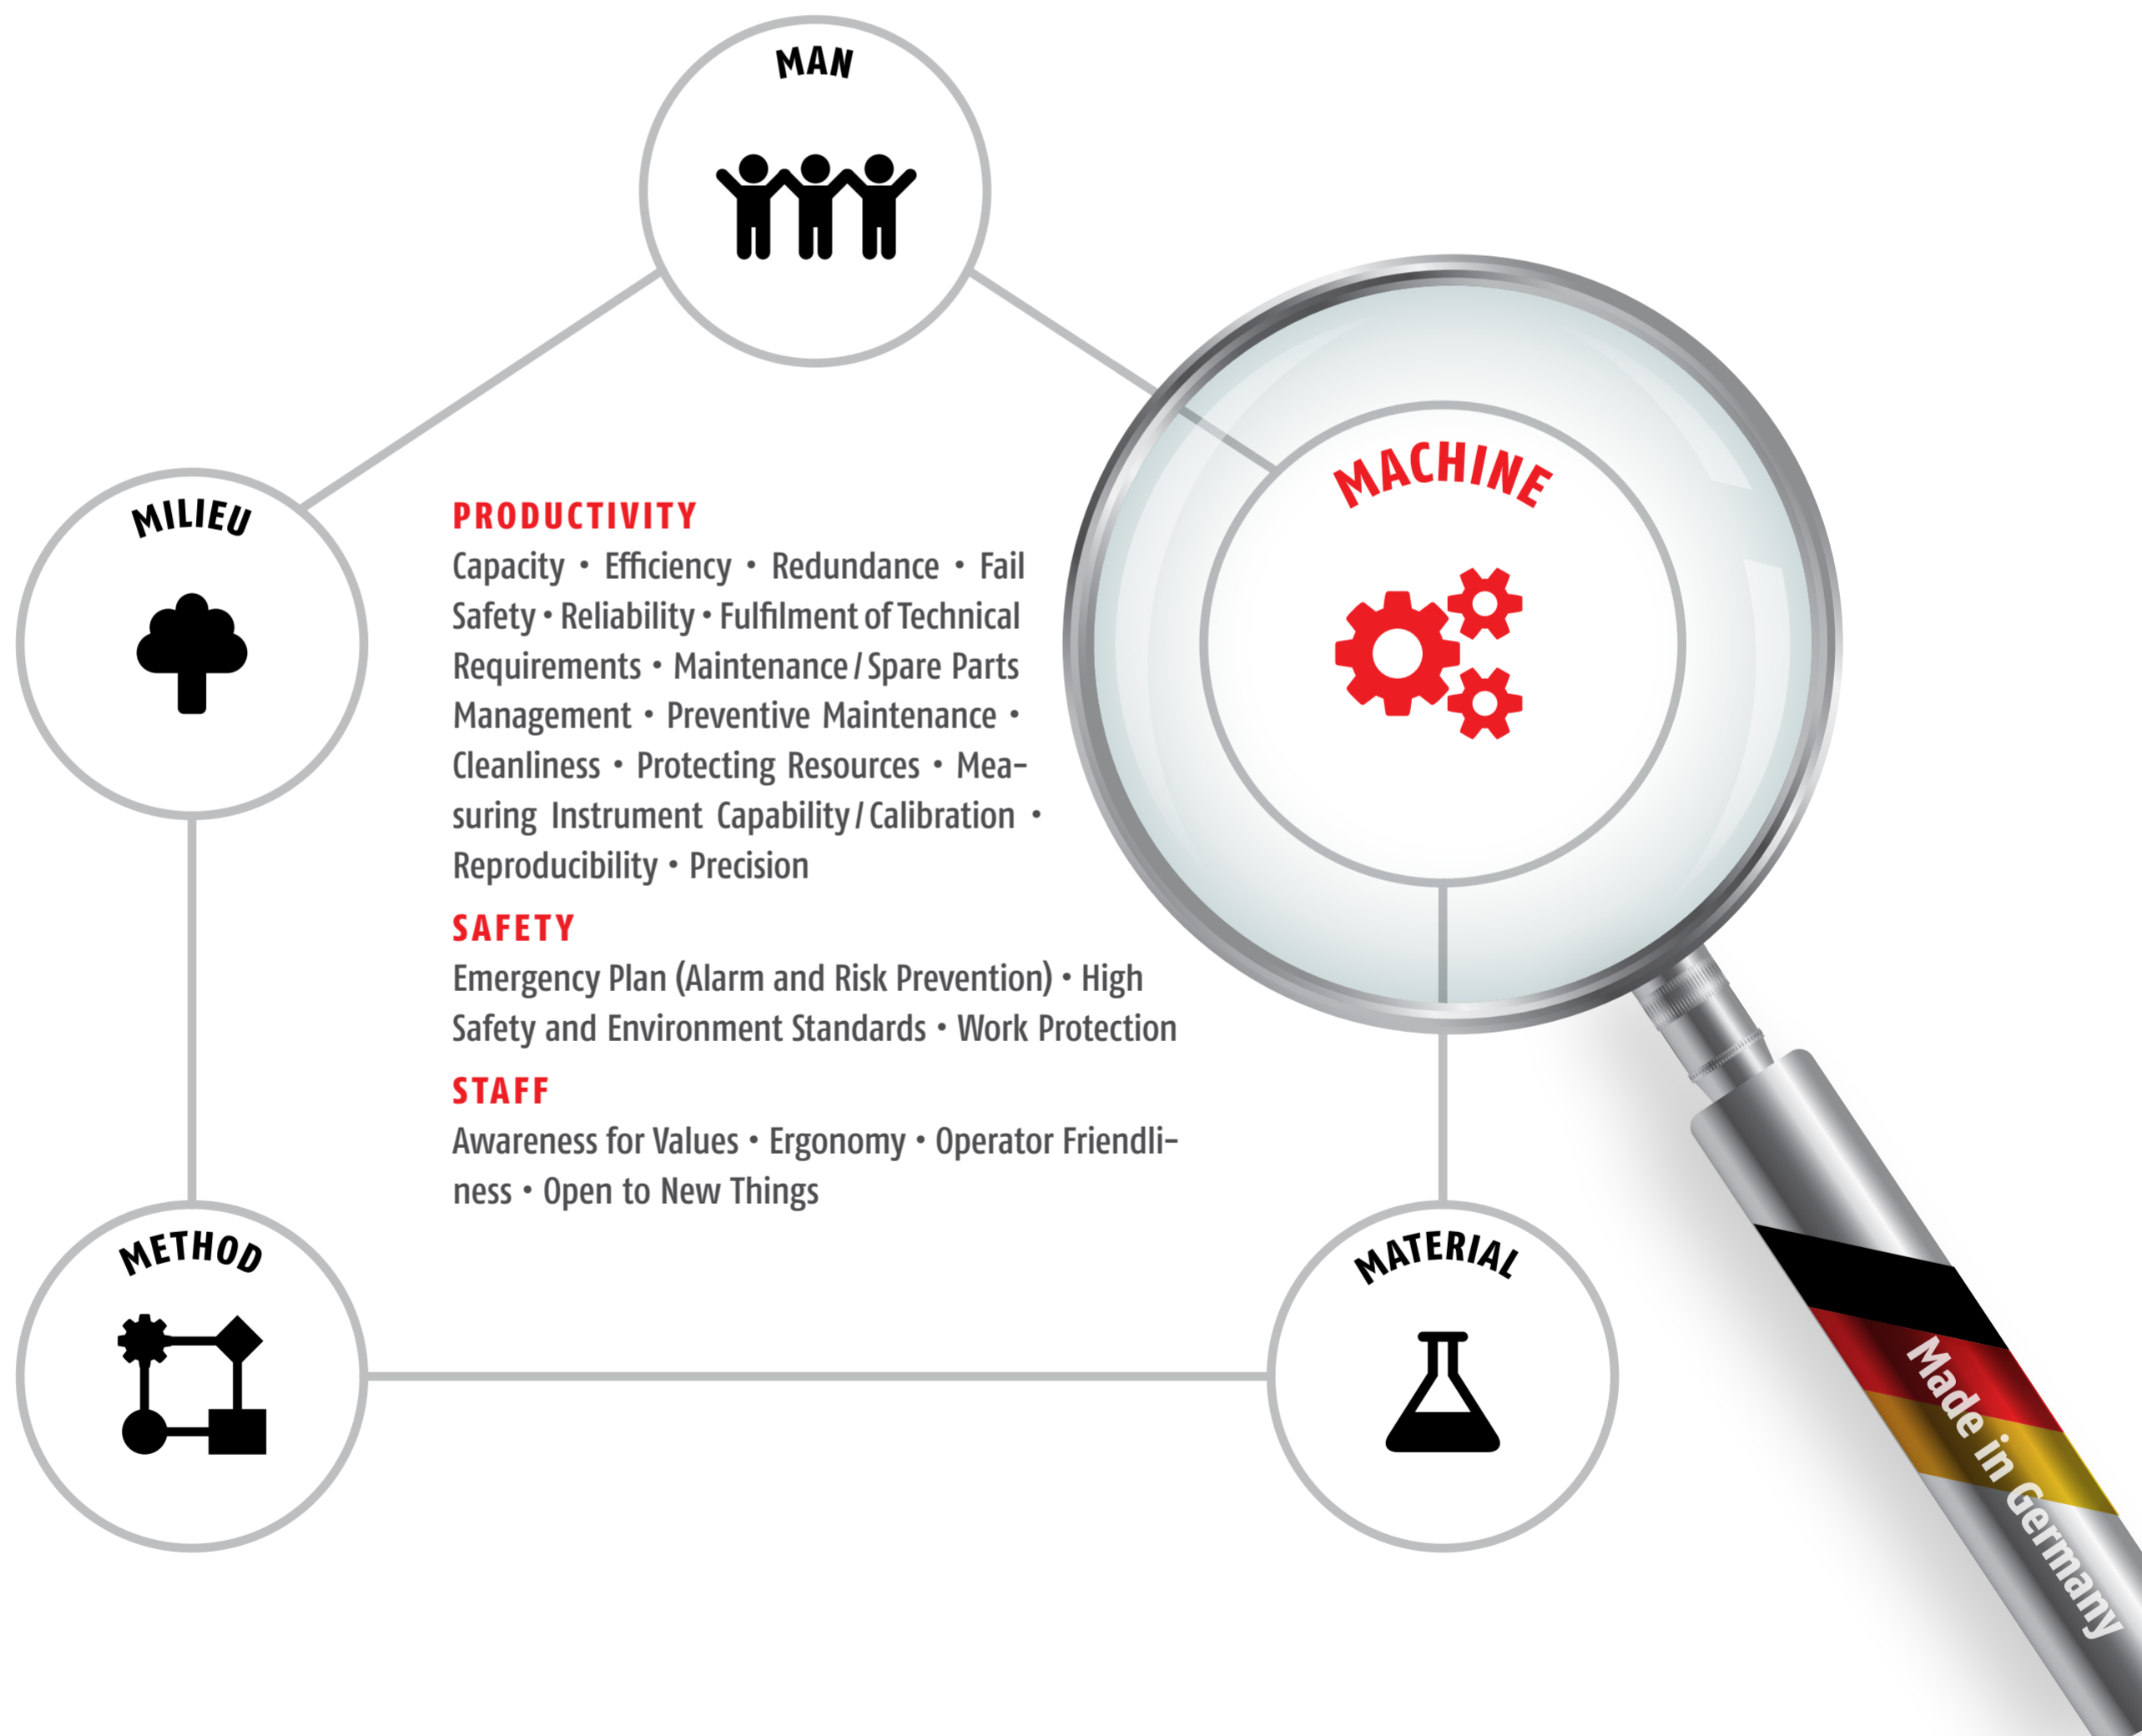 MAN
MACHINE
MILIEU
PRODUCTIVITY
Capacity • Efficiency • Redundance • Fail
Safety • Reliability • Fulfilment of Technical
Requirements • Maintenance / Spare Parts
Management • Preventive Maintenance •
Cleanliness • Protecting Resources • Mea-
suring Instrument Capability / Calibration •
Reproducibility • Precision
SAFETY
Emergency Plan (Alarm and Risk Prevention) • High
Safety and Environment Standards • Work Protection
STAFF
Awareness for Values • Ergonomy • Operator Friendli-
ness • Open to New Things
METHOD
MATERIAL
Made in Germany